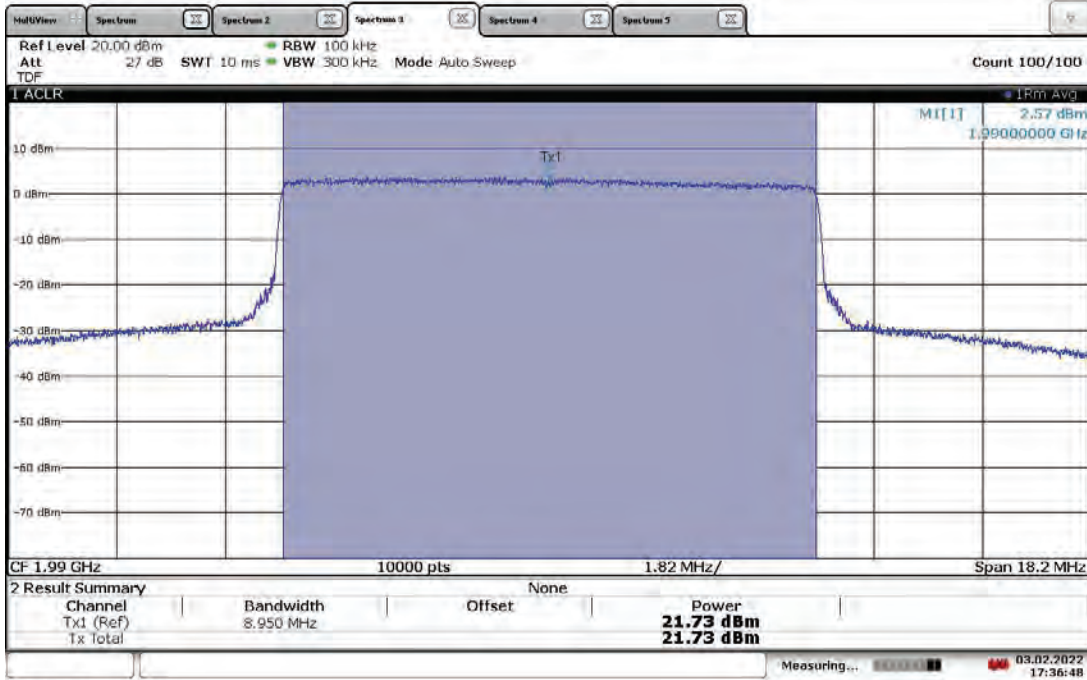 MultiView Spectrum Spectrum 2 Spectrum 3 Spectrum 4 Spectrum 5
Ref Level 20.00 dBm RBW 100 kHz
Att 27 dB SWT 10 ms VBW 300 kHz Mode Auto Sweep Count 100/100
TDF
1 ACLR 1Rm Avg
M1[1] 2.57 dBm
1.99000000 GHz
10 dBm
Tx1
0 dBm
-10 dBm
-20 dBm
-30 dBm
-40 dBm
-50 dBm
-60 dBm
-70 dBm
CF 1.99 GHz 10000 pts 1.82 MHz/ Span 18.2 MHz
2 Result Summary None
Channel Bandwidth Offset Power
Tx1 (Ref) 8.950 MHz 21.73 dBm
Tx Total 21.73 dBm
Measuring... 03.02.2022
17:36:48